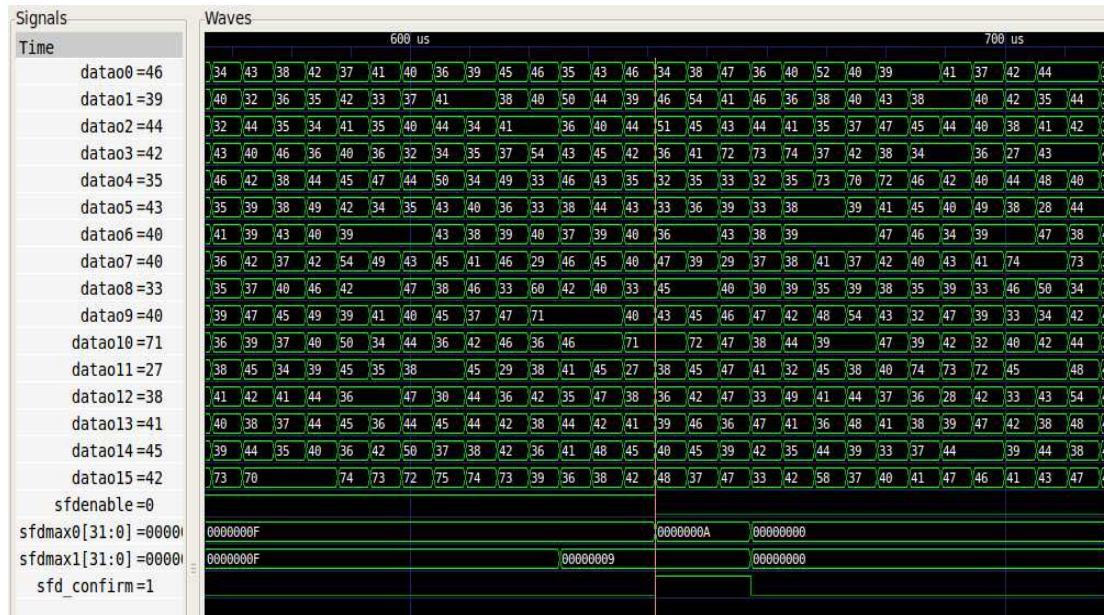 Signals Waves
Time 600 us 700 us
datao0=46 34 43 38 42 37 41 40 36 39 45 46 35 43 46 34 38 47 36 40 52 40 39 41 37 42 44
datao1=39 40 32 36 35 42 33 37 41 38 40 50 44 39 46 54 41 46 36 38 40 43 38 40 42 35 44
datao2=44 32 44 35 34 41 35 40 44 34 41 36 40 44 51 45 43 44 41 35 37 47 45 44 40 38 41 42
datao3=42 43 40 46 36 40 36 32 34 35 37 54 43 45 42 36 41 72 73 74 37 42 38 34 36 27 43
datao4=35 46 42 38 44 45 47 44 50 34 49 33 46 43 35 32 35 33 32 35 73 70 72 46 42 40 44 48 40
datao5=43 35 39 38 49 42 34 35 43 40 36 33 38 44 43 33 36 39 33 38 39 41 45 40 49 38 28 44
datao6=40 41 39 43 40 39 43 38 39 40 37 39 40 36 43 38 39 47 46 34 39 47 38
datao7=40 36 42 37 42 54 49 43 45 41 46 29 46 45 40 47 39 29 37 38 41 37 42 40 43 41 74 73
datao8=33 35 37 40 46 42 47 38 46 33 60 42 40 33 45 40 30 39 35 39 38 35 39 33 46 50 34
datao9=40 39 47 45 49 39 41 40 45 37 47 71 40 43 45 46 47 42 48 54 43 32 47 39 33 34 42
datao10=71 36 39 37 40 50 34 44 36 42 46 36 46 71 72 47 38 44 39 47 39 42 32 40 42 44
datao11=27 38 45 34 39 45 35 38 45 29 38 41 45 27 38 45 47 41 32 45 38 40 74 73 72 45 48
datao12=38 41 42 41 44 36 47 30 44 36 42 35 47 38 36 42 47 33 49 41 44 37 36 28 42 33 43 54
datao13=41 40 38 37 44 45 36 44 45 44 42 38 44 42 41 39 46 36 47 41 36 48 41 38 39 47 42 38 48
datao14=45 39 44 35 40 36 42 50 37 38 42 36 41 48 45 40 45 39 42 35 44 39 33 37 44 39 44 38
datao15=42 73 70 74 73 72 75 74 73 39 36 38 42 48 37 47 33 42 58 37 40 41 47 46 41 43 47
sfdenable=0
sfdmax0[31:0]=0000 0000000F 0000000A 00000000
sfdmax1[31:0]=0000 0000000F 00000009 00000000
sfd_confirm=1